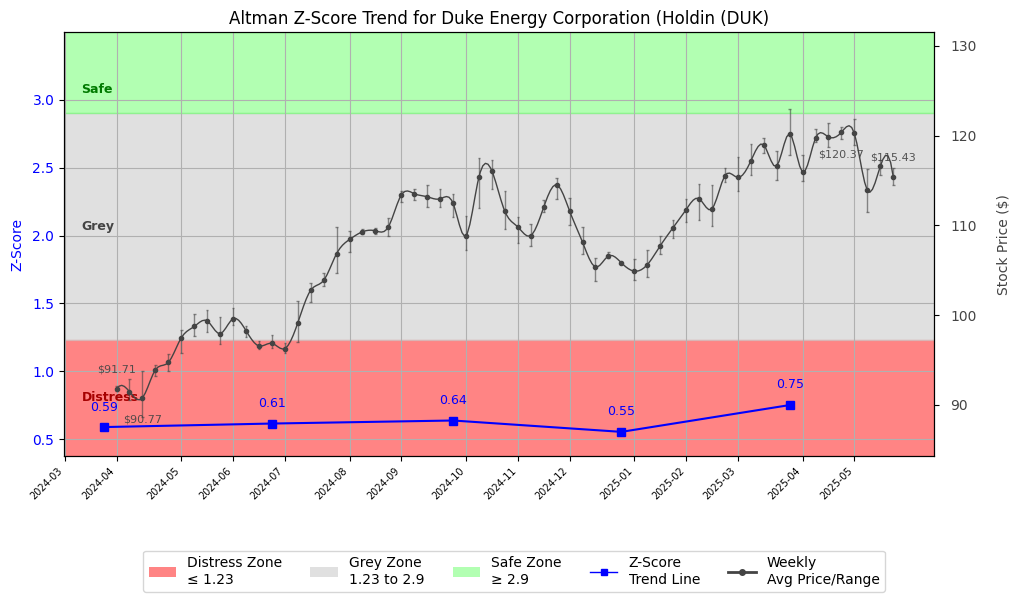 Altman Z-Score Trend for Duke Energy Corporation (Holdin (DUK)
Z-Score
3.0
2.5
2.0
1.5
1.0
0.5
Safe
Grey
Distress
$91.71
$90.77
$120.37
$115.43
0.59
0.61
0.64
0.55
0.75
130
120
110
100
90
Stock Price ($)
2024-03
2024-04
2024-05
2024-06
2024-07
2024-08
2024-09
2024-10
2024-11
2024-12
2025-01
2025-02
2025-03
2025-04
2025-05
Distress Zone
≤ 1.23
Grey Zone
1.23 to 2.9
Safe Zone
≥ 2.9
Z-Score
Trend Line
Weekly
Avg Price/Range